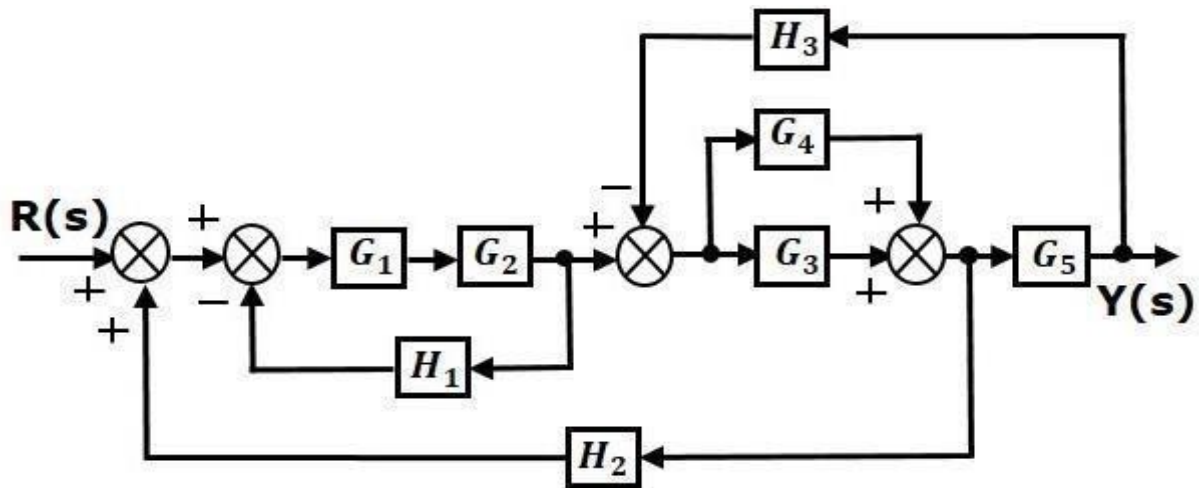 H₃
G₄
R(s) + − +
G₁ G₂ G₃ G₅
+ − + Y(s)
+
H₁
H₂